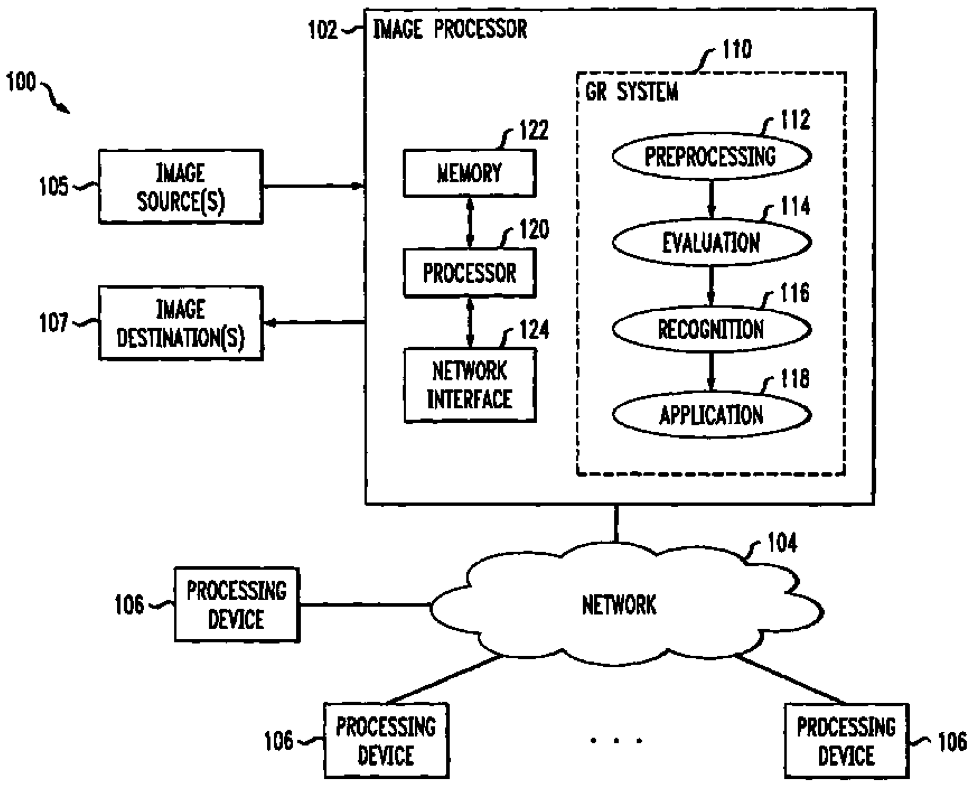 100
102
IMAGE PROCESSOR
110
GR SYSTEM
105
IMAGE
SOURCE(S)
107
IMAGE
DESTINATION(S)
122
MEMORY
120
PROCESSOR
124
NETWORK
INTERFACE
112
PREPROCESSING
114
EVALUATION
116
RECOGNITION
118
APPLICATION
104
NETWORK
106
PROCESSING
DEVICE
106
PROCESSING
DEVICE
. . .
PROCESSING
DEVICE
106